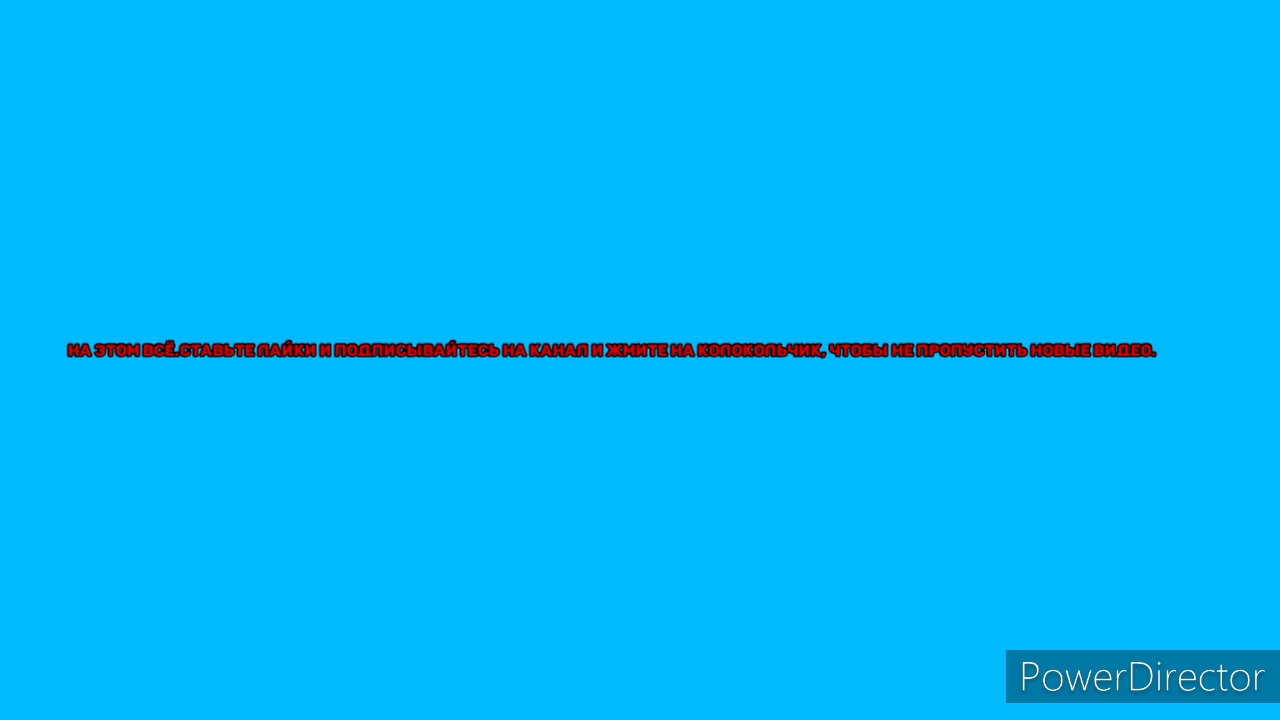 НА ЭТОМ ВСЁ.СТАВЬТЕ ЛАЙКИ И ПОДПИСЫВАЙТЕСЬ НА КАНАЛ И ЖМИТЕ НА КОЛОКОЛЬЧИК, ЧТОБЫ НЕ ПРОПУСТИТЬ НОВЫЕ ВИДЕО.
PowerDirector